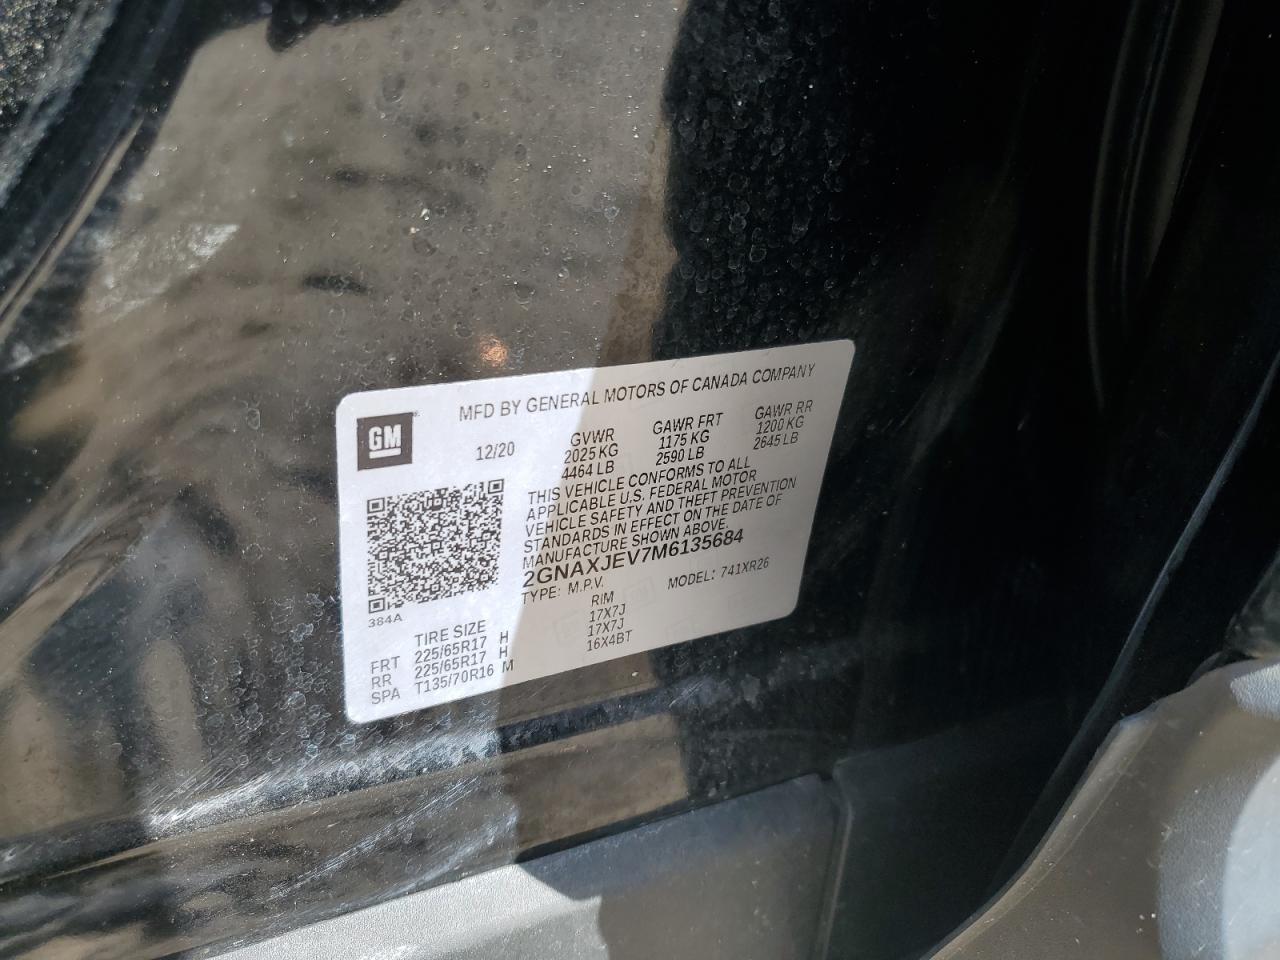 MFD BY GENERAL MOTORS OF CANADA COMPANY
GM
12/20
GVWR GAWR FRT GAWR RR
2025 KG 1175 KG 1200 KG
4464 LB 2590 LB 2645 LB
THIS VEHICLE CONFORMS TO ALL
APPLICABLE U.S. FEDERAL MOTOR
VEHICLE SAFETY AND THEFT PREVENTION
STANDARDS IN EFFECT ON THE DATE OF
MANUFACTURE SHOWN ABOVE.
2GNAXJEV7M6135684
TYPE: M.P.V. MODEL: 741XR26
384A
TIRE SIZE RIM
FRT 225/65R17 H 17X7J
RR 225/65R17 H 17X7J
SPA T135/70R16 M 16X4BT